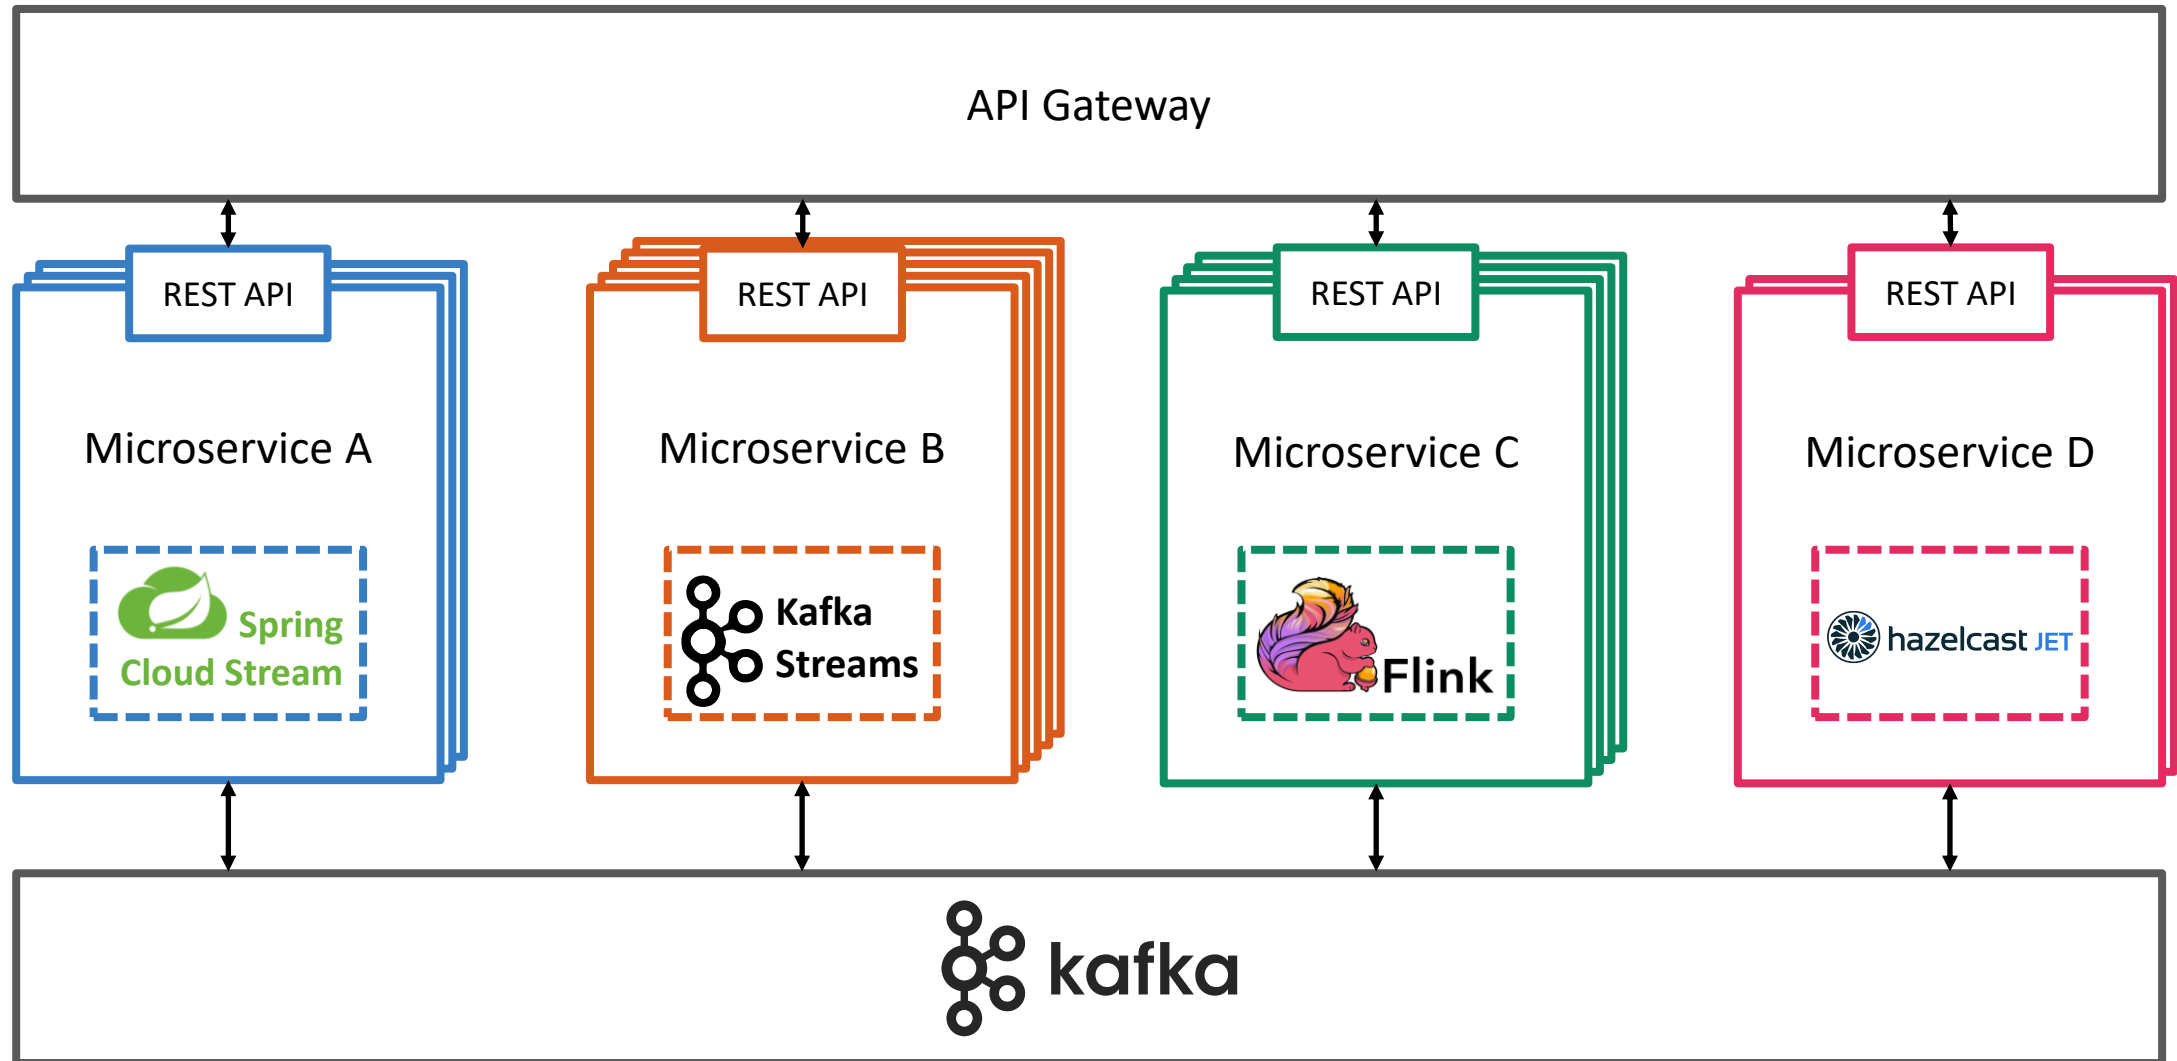 API Gateway
REST API
REST API
REST API
REST API
Microservice A
Microservice B
Microservice C
Microservice D
Spring
Cloud Stream
Kafka
Streams
Flink
hazelcast JET
kafka